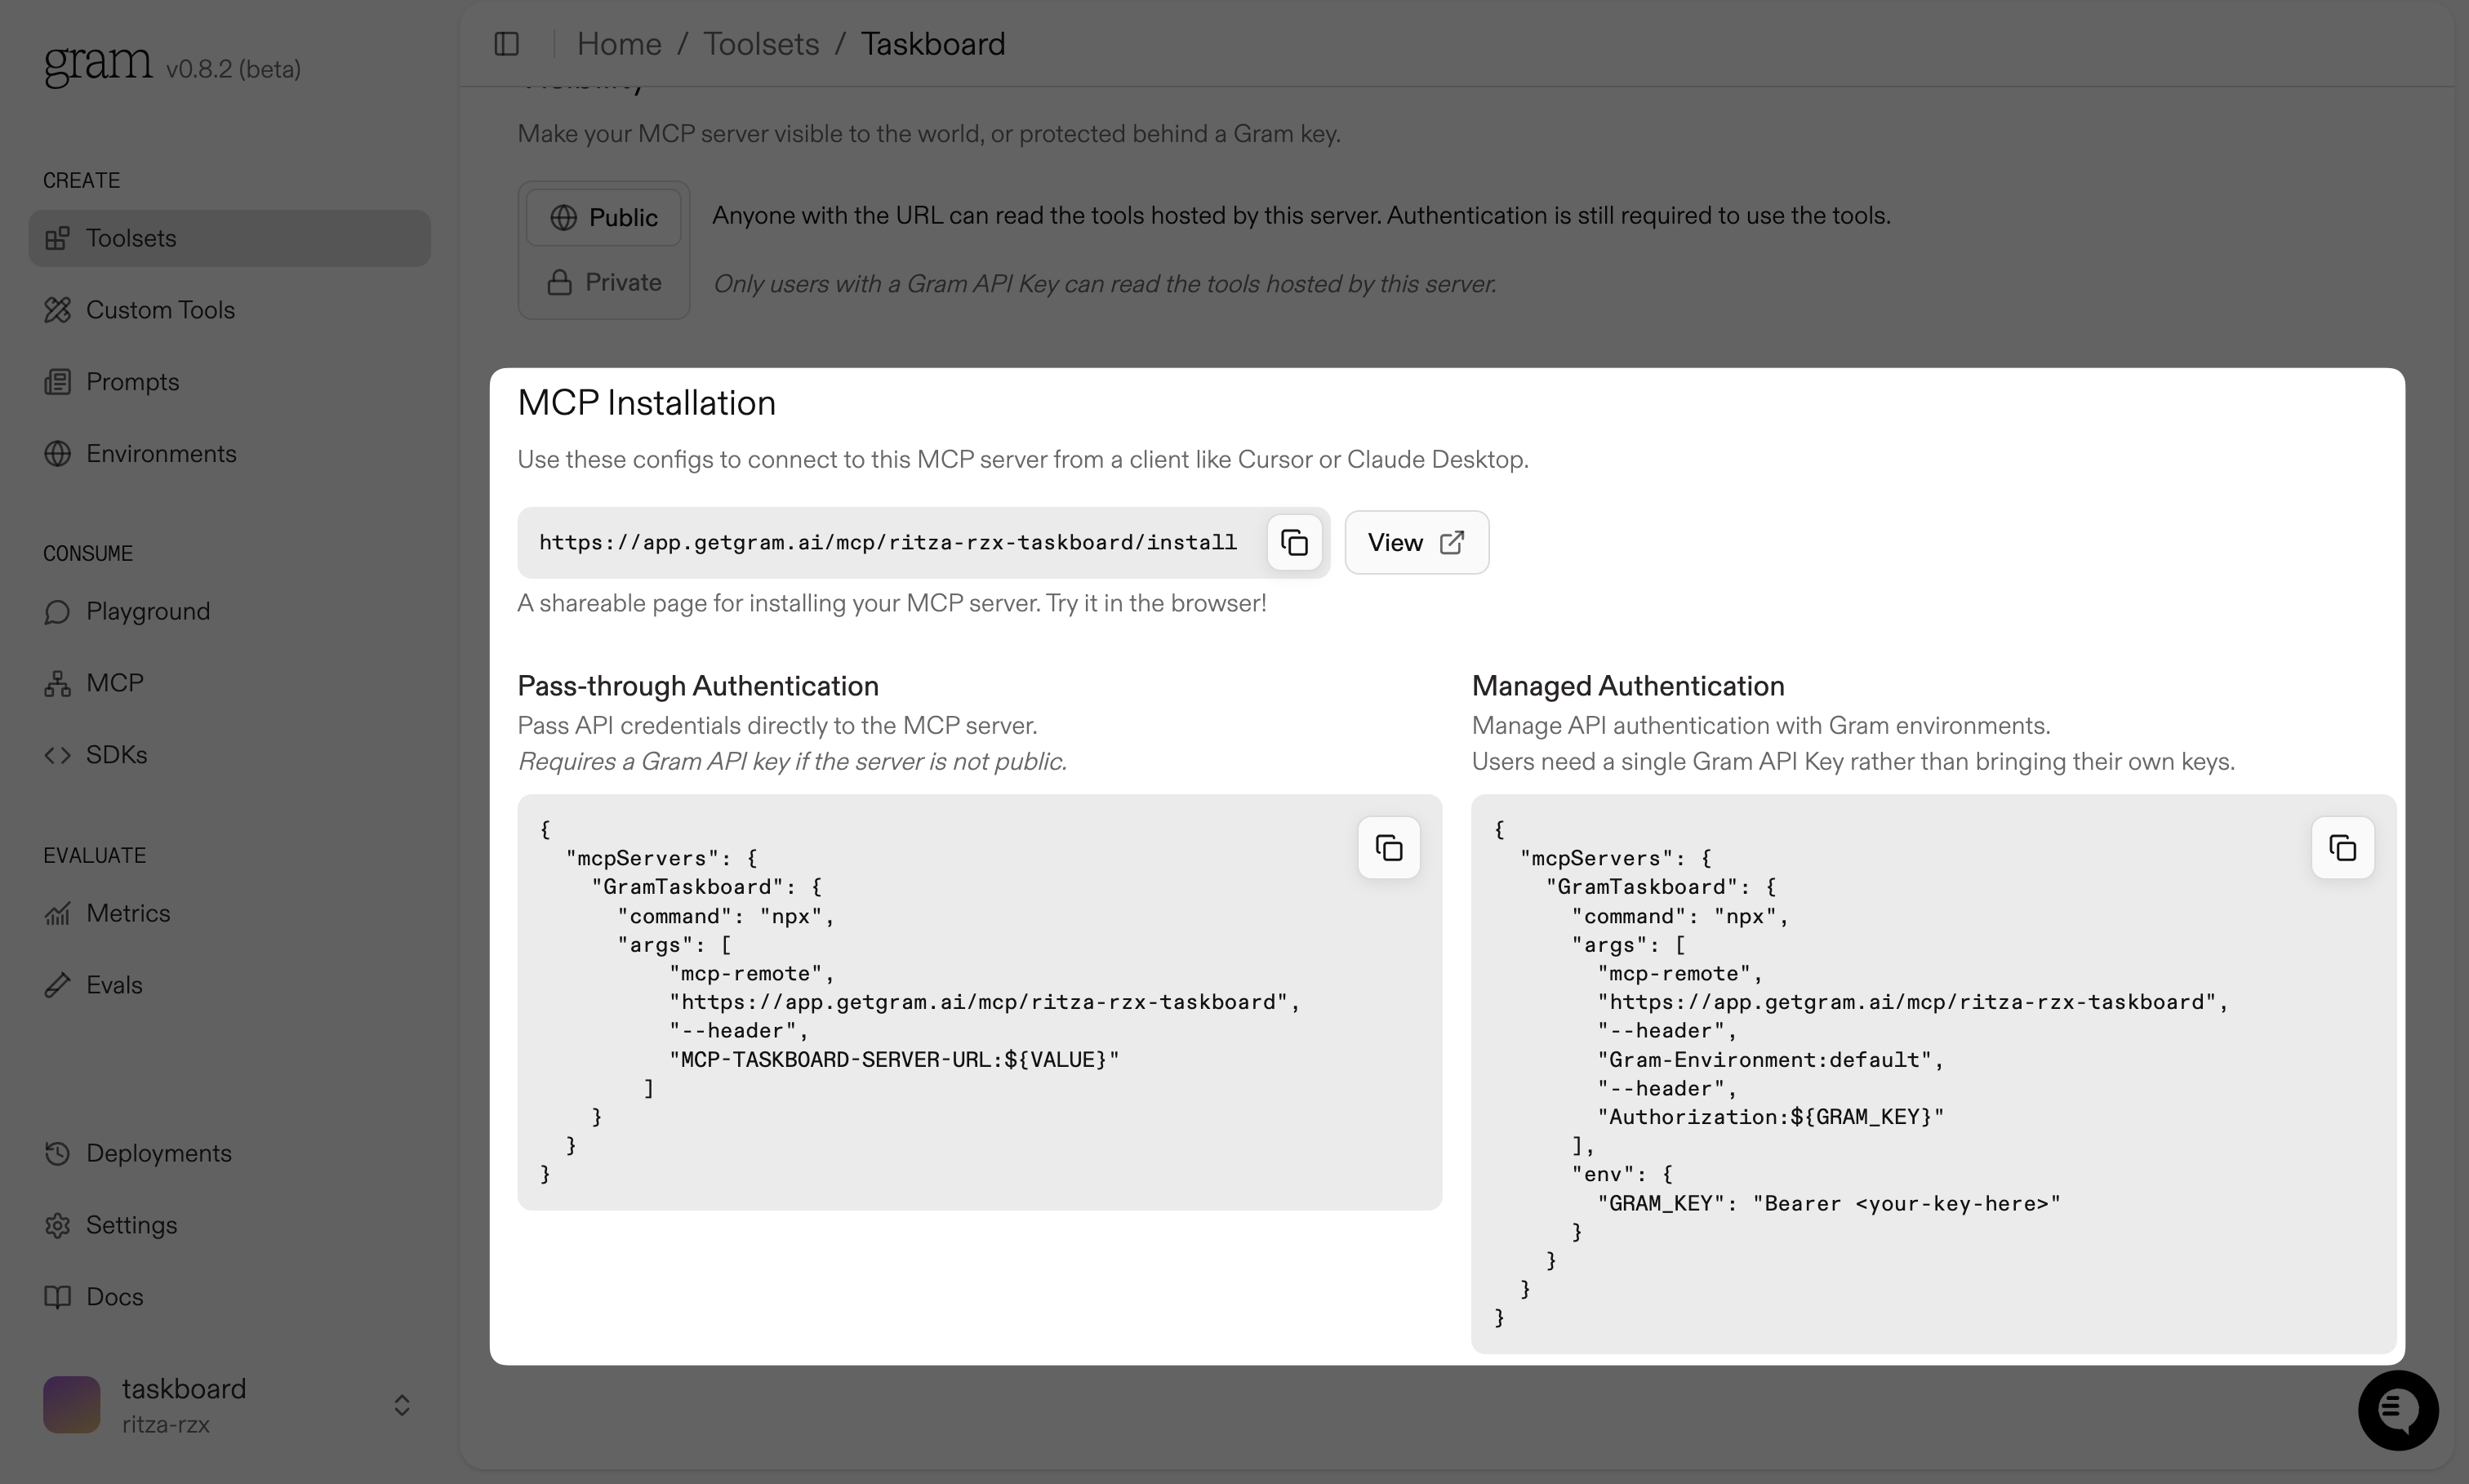 gram v0.8.2 (beta)
CREATE
Toolsets
Custom Tools
Prompts
Environments
CONSUME
Playground
MCP
SDKs
EVALUATE
Metrics
Evals
Deployments
Settings
Docs
taskboard
ritza-rzx
Home / Toolsets / Taskboard
Make your MCP server visible to the world, or protected behind a Gram key.
Public
Anyone with the URL can read the tools hosted by this server. Authentication is still required to use the tools.
Private
Only users with a Gram API Key can read the tools hosted by this server.
MCP Installation
Use these configs to connect to this MCP server from a client like Cursor or Claude Desktop.
https://app.getgram.ai/mcp/ritza-rzx-taskboard/install
View
A shareable page for installing your MCP server. Try it in the browser!
Pass-through Authentication
Pass API credentials directly to the MCP server.
Requires a Gram API key if the server is not public.
{
  "mcpServers": {
    "GramTaskboard": {
      "command": "npx",
      "args": [
          "mcp-remote",
          "https://app.getgram.ai/mcp/ritza-rzx-taskboard",
          "--header",
          "MCP-TASKBOARD-SERVER-URL:${VALUE}"
        ]
    }
  }
}
Managed Authentication
Manage API authentication with Gram environments.
Users need a single Gram API Key rather than bringing their own keys.
{
  "mcpServers": {
    "GramTaskboard": {
      "command": "npx",
      "args": [
        "mcp-remote",
        "https://app.getgram.ai/mcp/ritza-rzx-taskboard",
        "--header",
        "Gram-Environment:default",
        "--header",
        "Authorization:${GRAM_KEY}"
      ],
      "env": {
        "GRAM_KEY": "Bearer <your-key-here>"
      }
    }
  }
}